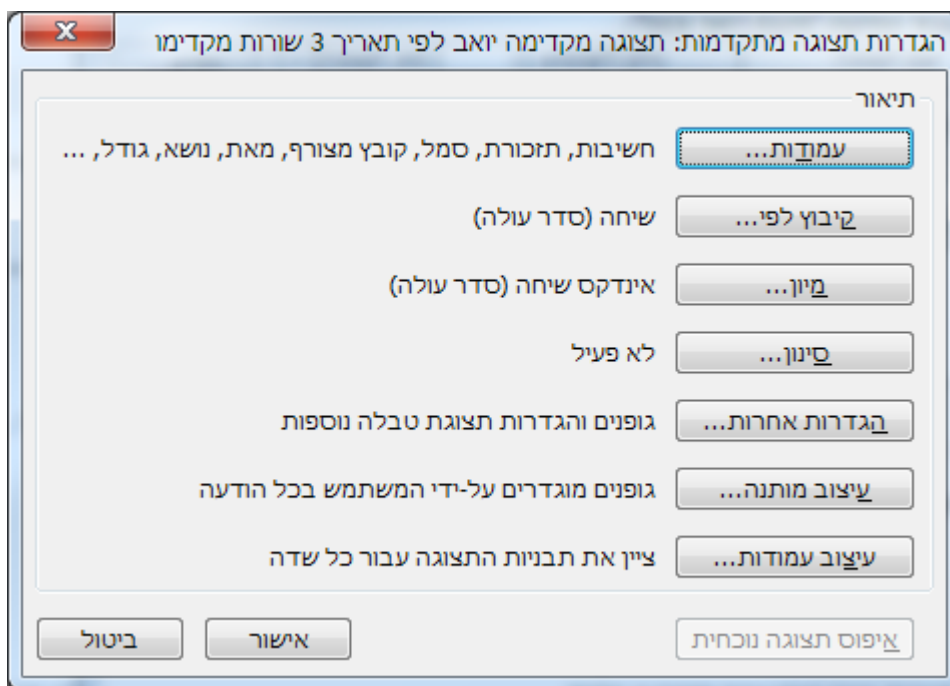 הגדרות תצוגה מתקדמות: תצוגה מקדימה יואב לפי תאריך 3 שורות מקדימו
תיאור
עמודות... חשיבות, תזכורת, סמל, קובץ מצורף, מאת, נושא, גודל, ...
קיבוץ לפי... שיחה (סדר עולה)
מיון... אינדקס שיחה (סדר עולה)
סינון... לא פעיל
הגדרות אחרות... גופנים והגדרות תצוגת טבלה נוספות
עיצוב מותנה... גופנים מוגדרים על-ידי המשתמש בכל הודעה
עיצוב עמודות... ציין את תבניות התצוגה עבור כל שדה
איפוס תצוגה נוכחית אישור ביטול